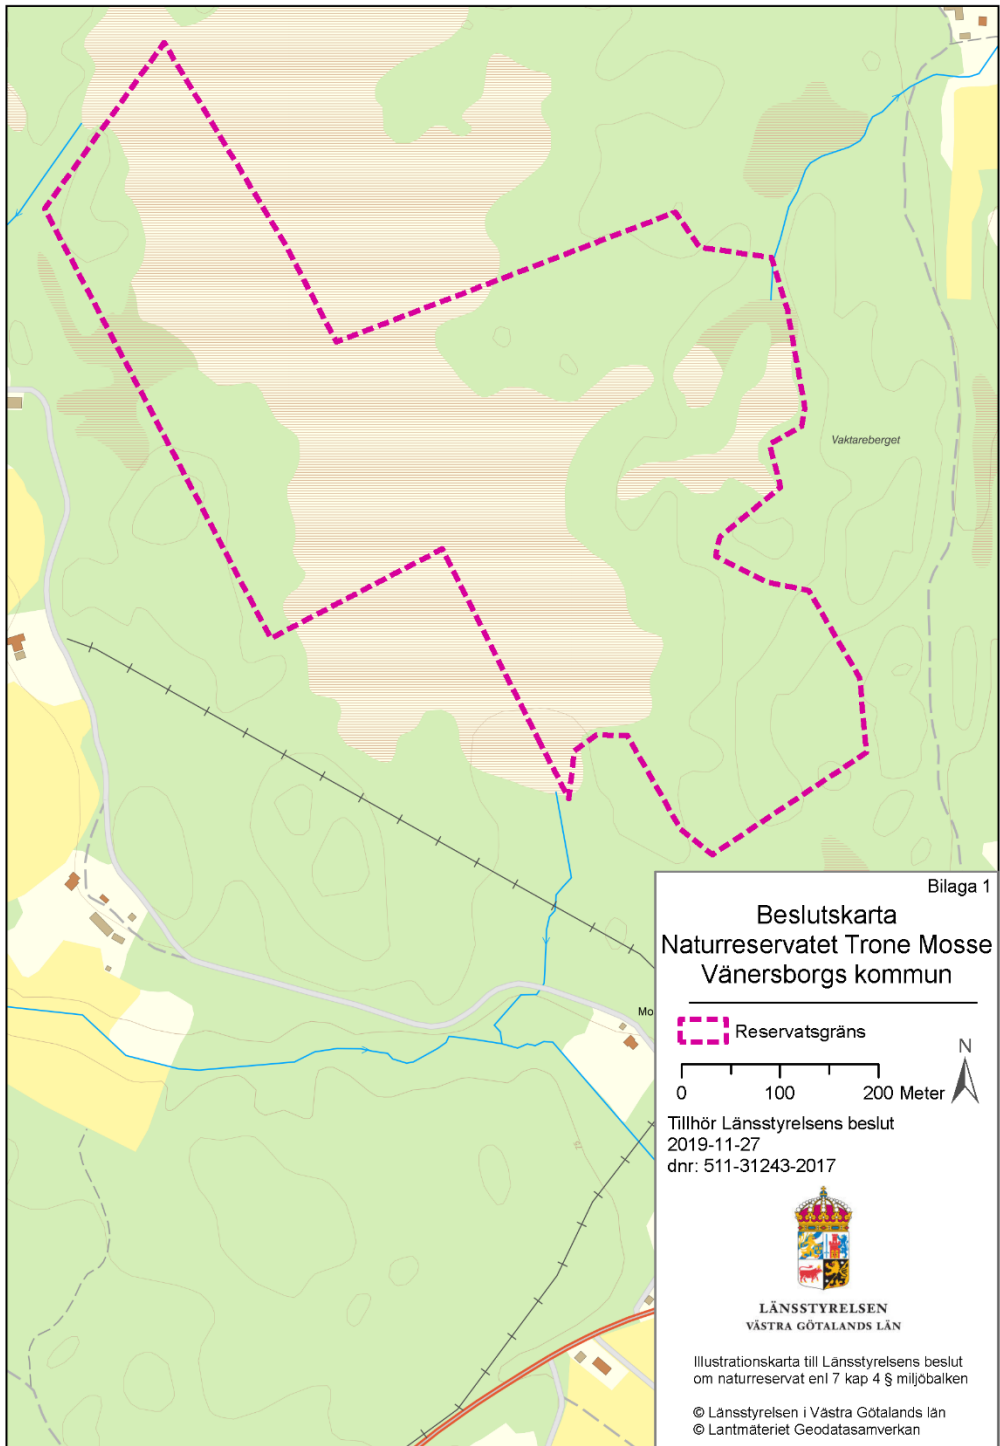 Vaktareberget
Mo
Bilaga 1
Beslutskarta
Naturreservatet Trone Mosse
Vänersborgs kommun
Reservatsgräns
N
0 100 200 Meter
Tillhör Länsstyrelsens beslut
2019-11-27
dnr: 511-31243-2017
LÄNSSTYRELSEN
VÄSTRA GÖTALANDS LÄN
Illustrationskarta till Länsstyrelsens beslut
om naturreservat enl 7 kap 4 § miljöbalken
© Länsstyrelsen i Västra Götalands län
© Lantmäteriet Geodatasamverkan